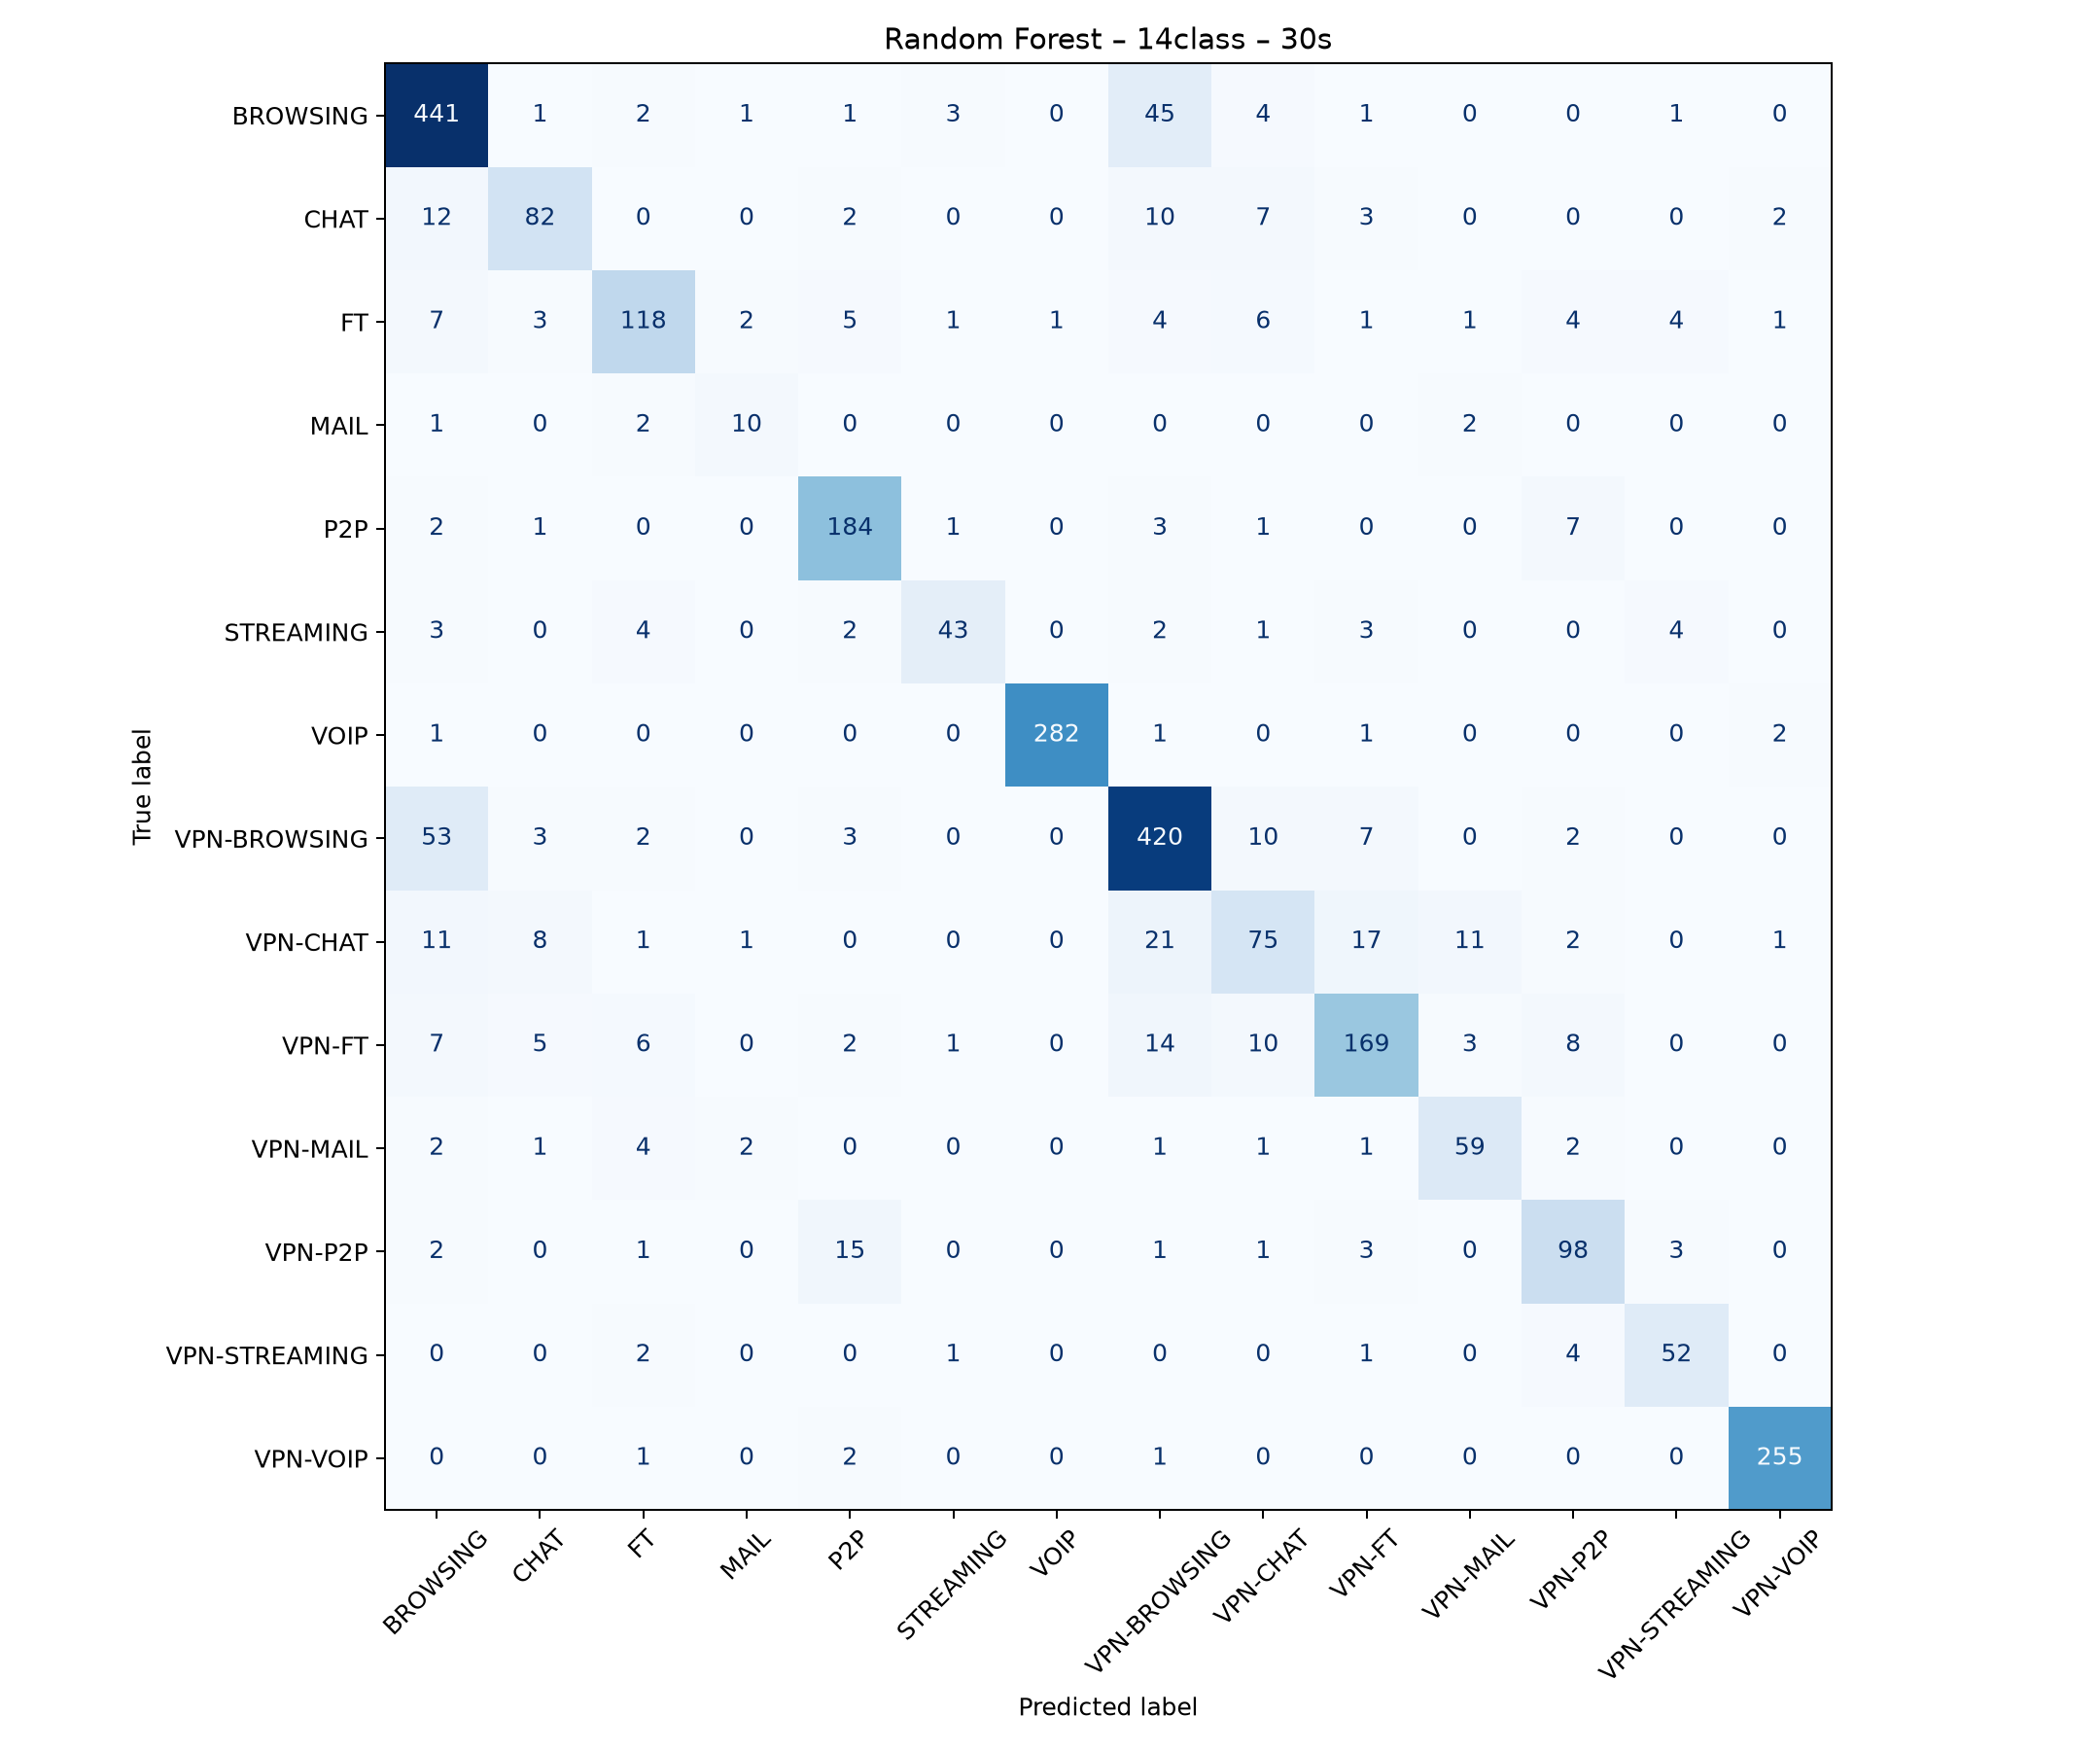 Random Forest – 14class – 30s
BROWSING 441 1 2 1 1 3 0 45 4 1 0 0 1 0
CHAT 12 82 0 0 2 0 0 10 7 3 0 0 0 2
FT 7 3 118 2 5 1 1 4 6 1 1 4 4 1
MAIL 1 0 2 10 0 0 0 0 0 0 2 0 0 0
P2P 2 1 0 0 184 1 0 3 1 0 0 7 0 0
STREAMING 3 0 4 0 2 43 0 2 1 3 0 0 4 0
VOIP 1 0 0 0 0 0 282 1 0 1 0 0 0 2
True label
VPN-BROWSING 53 3 2 0 3 0 0 420 10 7 0 2 0 0
VPN-CHAT 11 8 1 1 0 0 0 21 75 17 11 2 0 1
VPN-FT 7 5 6 0 2 1 0 14 10 169 3 8 0 0
VPN-MAIL 2 1 4 2 0 0 0 1 1 1 59 2 0 0
VPN-P2P 2 0 1 0 15 0 0 1 1 3 0 98 3 0
VPN-STREAMING 0 0 2 0 0 1 0 0 0 1 0 4 52 0
VPN-VOIP 0 0 1 0 2 0 0 1 0 0 0 0 0 255
BROWSING CHAT FT MAIL P2P STREAMING VOIP VPN-BROWSING VPN-CHAT VPN-FT VPN-MAIL VPN-P2P VPN-STREAMING VPN-VOIP
Predicted label